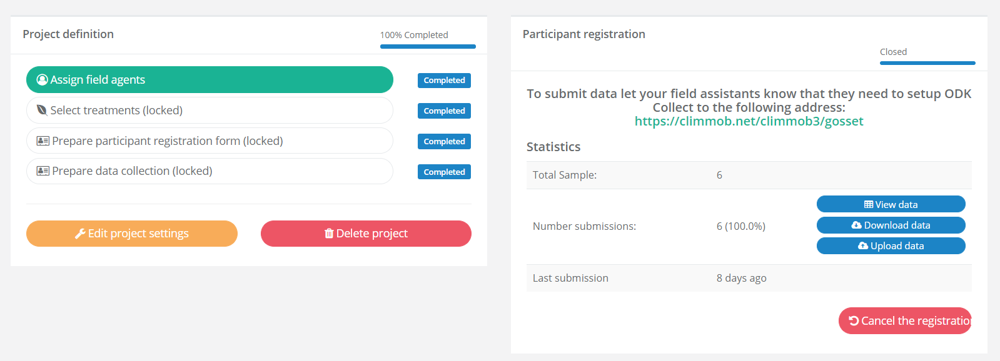 Project definition
100% Completed
Assign field agents
Completed
Select treatments (locked)
Completed
Prepare participant registration form (locked)
Completed
Prepare data collection (locked)
Completed
Edit project settings
Delete project
Participant registration
Closed
To submit data let your field assistants know that they need to setup ODK
Collect to the following address:
https://climmob.net/climmob3/gosset
Statistics
Total Sample: 6
Number submissions: 6 (100.0%)
View data
Download data
Upload data
Last submission 8 days ago
Cancel the registratio